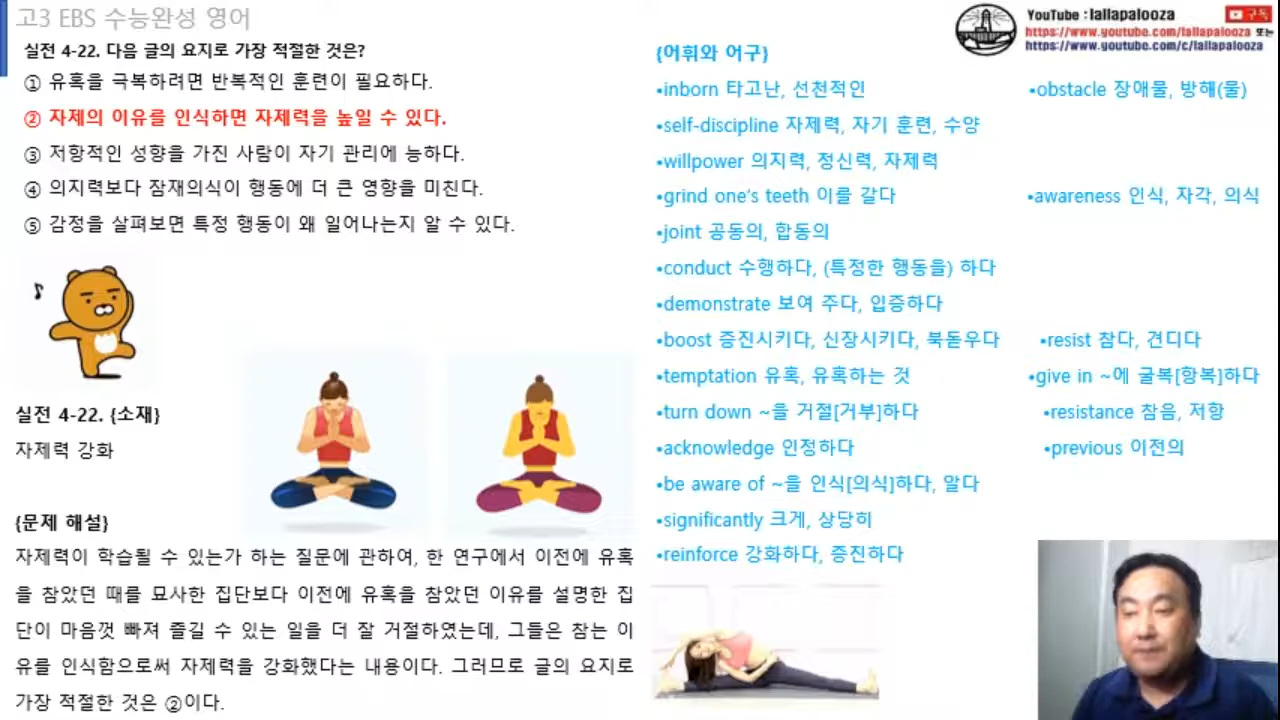 고3 EBS 수능완성 영어
실전 4-22. 다음 글의 요지로 가장 적절한 것은?
① 유혹을 극복하려면 반복적인 훈련이 필요하다.
② 자제의 이유를 인식하면 자제력을 높일 수 있다.
③ 저항적인 성향을 가진 사람이 자기 관리에 능하다.
④ 의지력보다 잠재의식이 행동에 더 큰 영향을 미친다.
⑤ 감정을 살펴보면 특정 행동이 왜 일어나는지 알 수 있다.
실전 4-22. {소재}
자제력 강화
{문제 해설}
자제력이 학습될 수 있는가 하는 질문에 관하여, 한 연구에서 이전에 유혹
을 참았던 때를 묘사한 집단보다 이전에 유혹을 참았던 이유를 설명한 집
단이 마음껏 빠져 즐길 수 있는 일을 더 잘 거절하였는데, 그들은 참는 이
유를 인식함으로써 자제력을 강화했다는 내용이다. 그러므로 글의 요지로
가장 적절한 것은 ②이다.
YouTube : lallapalooza
구독
https://www.youtube.com/lallapalooza 또는
https://www.youtube.com/c/lallapalooza
{어휘와 어구}
•inborn 타고난, 선천적인 •obstacle 장애물, 방해(물)
•self-discipline 자제력, 자기 훈련, 수양
•willpower 의지력, 정신력, 자제력
•grind one's teeth 이를 갈다 •awareness 인식, 자각, 의식
•joint 공동의, 합동의
•conduct 수행하다, (특정한 행동을) 하다
•demonstrate 보여 주다, 입증하다
•boost 증진시키다, 신장시키다, 북돋우다 •resist 참다, 견디다
•temptation 유혹, 유혹하는 것 •give in ~에 굴복[항복]하다
•turn down ~을 거절[거부]하다 •resistance 참음, 저항
•acknowledge 인정하다 •previous 이전의
•be aware of ~을 인식[의식]하다, 알다
•significantly 크게, 상당히
•reinforce 강화하다, 증진하다